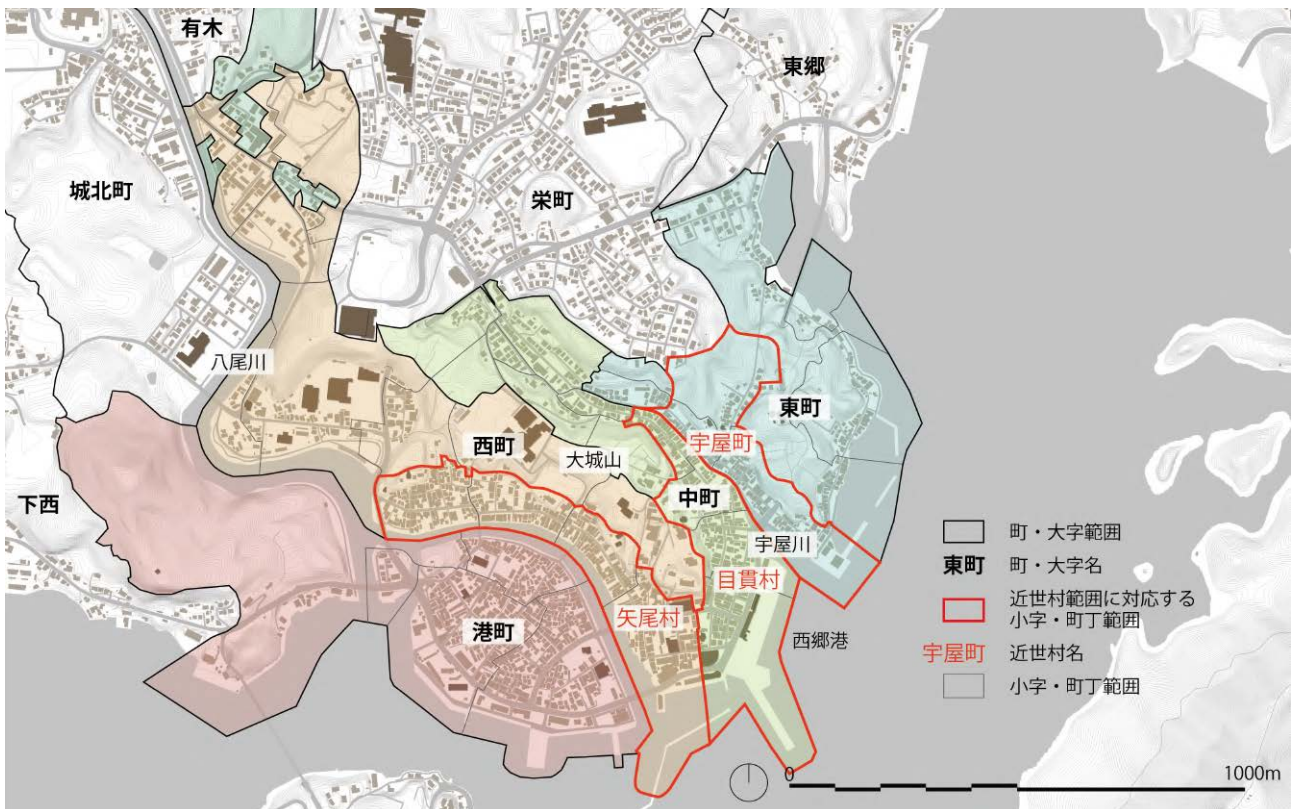 有木
東郷
城北町
栄町
八尾川
東町
宇屋町
西町
大城山
下西
中町
宇屋川
目貫村
矢尾村
港町
西郷港
町・大字範囲
東町 町・大字名
近世村範囲に対応する
小字・町丁範囲
宇屋町 近世村名
小字・町丁範囲
0 1000m